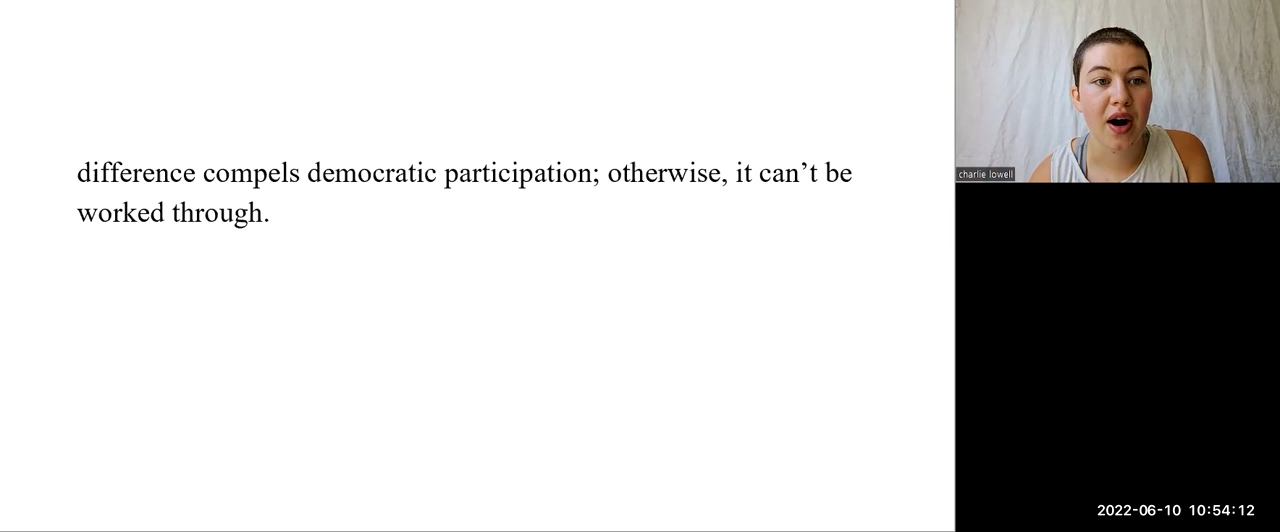 difference compels democratic participation; otherwise, it can’t be
worked through.
charlie lowell
2022-06-10 10:54:12